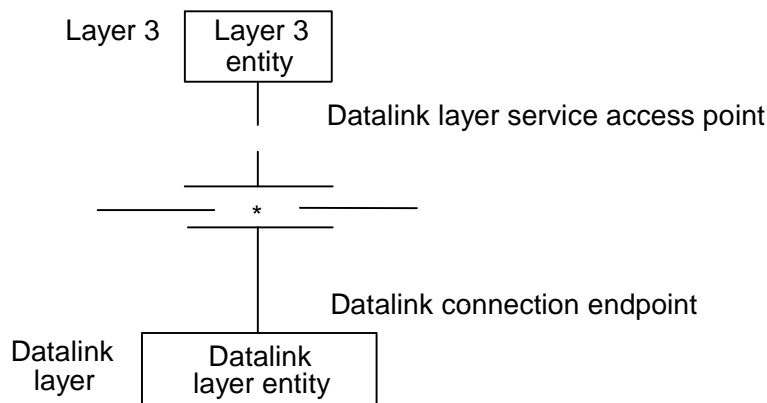 Layer 3
Layer 3
entity
Datalink layer service access point
*
Datalink connection endpoint
Datalink
layer
Datalink
layer entity